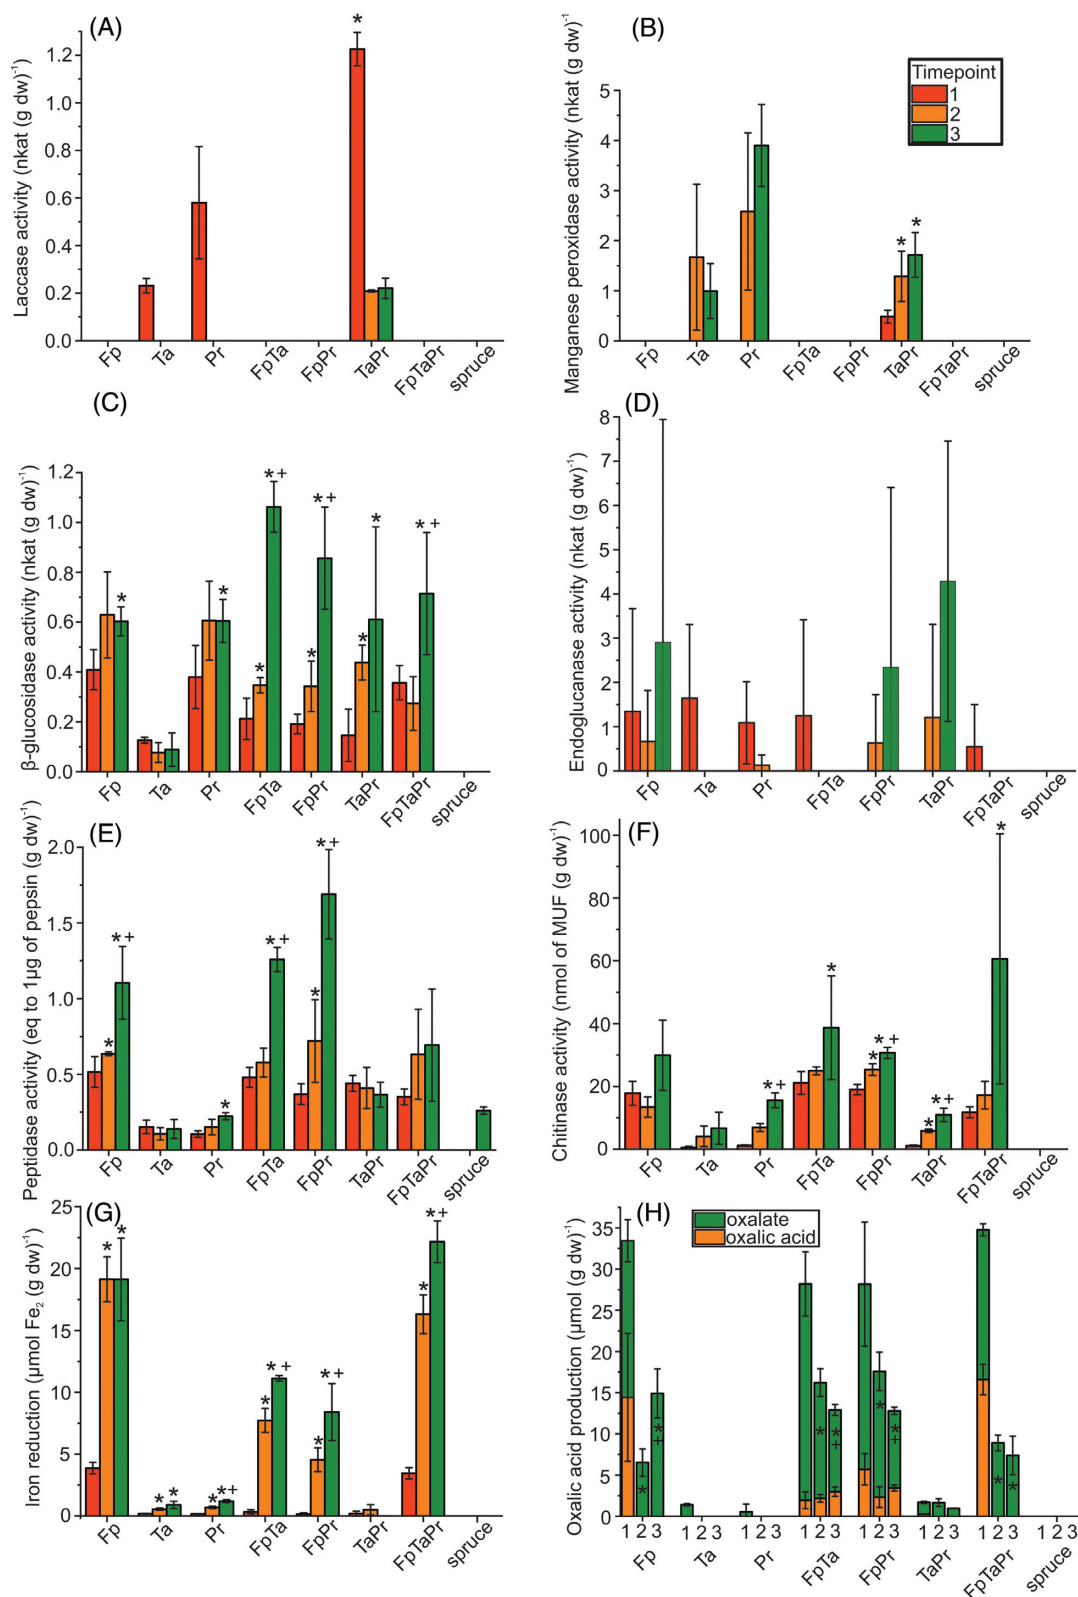 (A)
Laccase activity (nkat (g dw)⁻¹)
1.2
1.0
0.8
0.6
0.4
0.2
0.0
*
Fp Ta Pr FpTa FpPr TaPr FpTaPr spruce
(B)
Manganese peroxidase activity (nkat (g dw)⁻¹)
Timepoint
1
2
3
5
4
3
2
1
0
* *
Fp Ta Pr FpTa FpPr TaPr FpTaPr spruce
(C)
β-glucosidase activity (nkat (g dw)⁻¹)
1.2
1.0
0.8
0.6
0.4
0.2
0.0
* * * *+ * *+ * * *+
Fp Ta Pr FpTa FpPr TaPr FpTaPr spruce
(D)
Endoglucanase activity (nkat (g dw)⁻¹)
8
7
6
5
4
3
2
1
0
Fp Ta Pr FpTa FpPr TaPr FpTaPr spruce
(E)
Peptidase activity (eq to 1µg of pepsin (g dw)⁻¹)
2.0
1.5
1.0
0.5
0.0
* *+ * *+ * *+
Fp Ta Pr FpTa FpPr TaPr FpTaPr spruce
(F)
Chitinase activity (nmol of MUF (g dw)⁻¹)
100
80
60
40
20
0
*+ * * *+ * *+ *
Fp Ta Pr FpTa FpPr TaPr FpTaPr spruce
(G)
Iron reduction (µmol Fe₂ (g dw)⁻¹)
25
20
15
10
5
0
* * * * * *+ * *+ * *+ * *+
Fp Ta Pr FpTa FpPr TaPr FpTaPr spruce
(H)
Oxalic acid production (µmol (g dw)⁻¹)
oxalate
oxalic acid
35
30
25
20
15
10
5
0
* *+ * *+ * *+ * *
1 2 3 1 2 3 1 2 3 1 2 3 1 2 3 1 2 3 1 2 3 1 2 3
Fp Ta Pr FpTa FpPr TaPr FpTaPr spruce